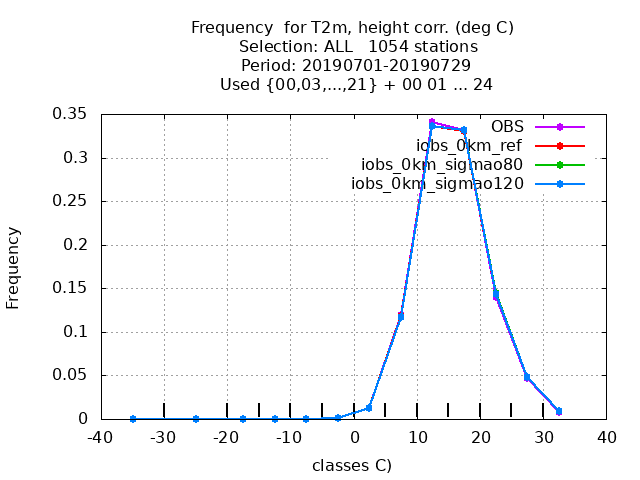 Frequency  for T2m, height corr. (deg C)
Selection: ALL   1054 stations
Period: 20190701-20190729
Used {00,03,...,21} + 00 01 ... 24
OBS
iobs_0km_ref
iobs_0km_sigmao80
iobs_0km_sigmao120
Frequency
0.35
0.3
0.25
0.2
0.15
0.1
0.05
0
-40 -30 -20 -10 0 10 20 30 40
classes C)